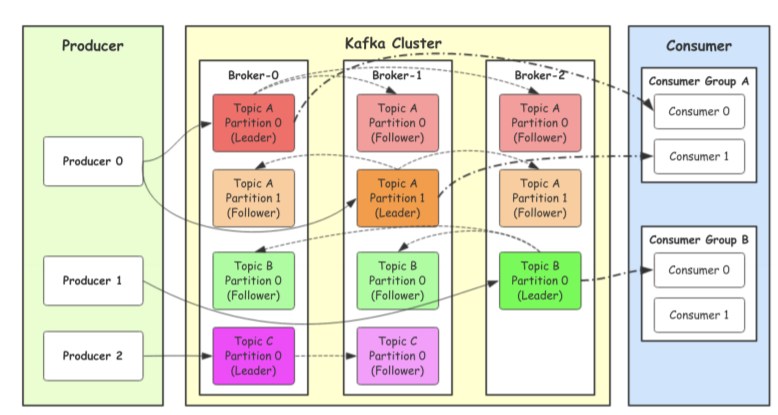 Producer
Producer 0
Producer 1
Producer 2
Kafka Cluster
Broker-0
Topic A
Partition 0
(Leader)
Topic A
Partition 1
(Follower)
Topic B
Partition 0
(Follower)
Topic C
Partition 0
(Leader)
Broker-1
Topic A
Partition 0
(Follower)
Topic A
Partition 1
(Leader)
Topic B
Partition 0
(Follower)
Topic C
Partition 0
(Follower)
Broker-2
Topic A
Partition 0
(Follower)
Topic A
Partition 1
(Follower)
Topic B
Partition 0
(Leader)
Consumer
Consumer Group A
Consumer 0
Consumer 1
Consumer Group B
Consumer 0
Consumer 1